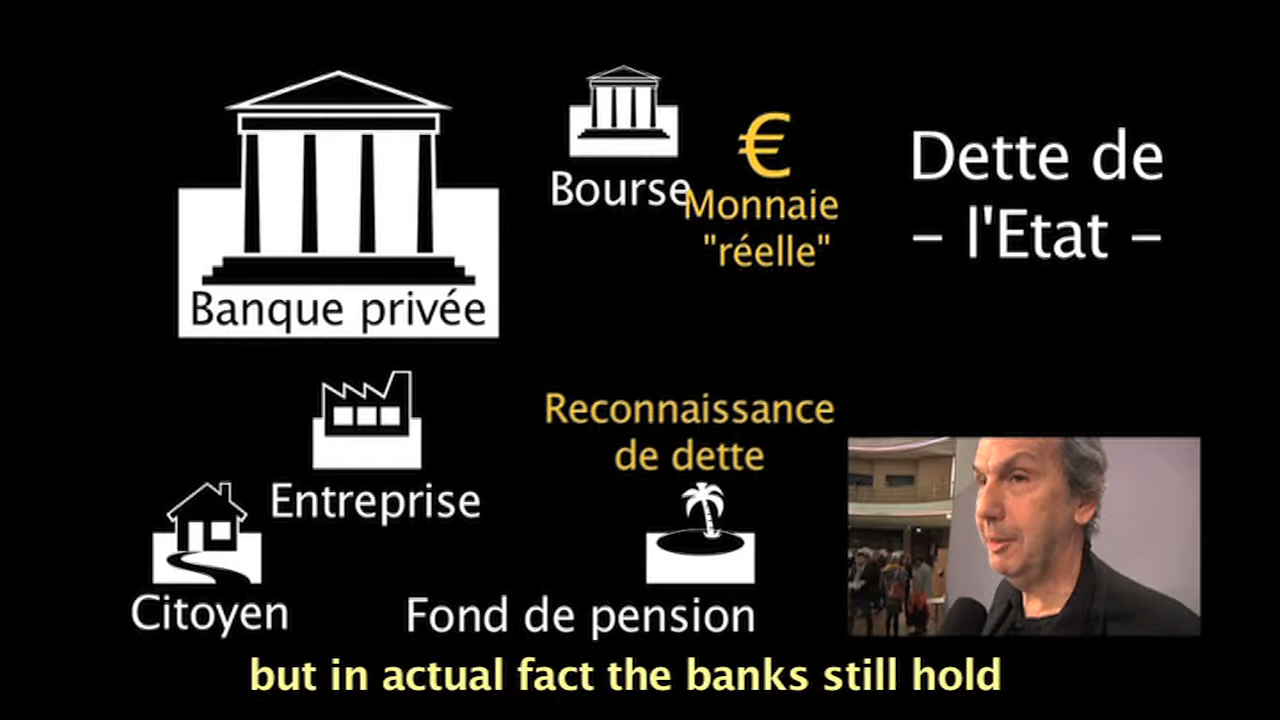 Bourse
€
Monnaie
"réelle"
Dette de
– l'Etat –
Banque privée
Reconnaissance
de dette
Entreprise
Citoyen
Fond de pension
but in actual fact the banks still hold